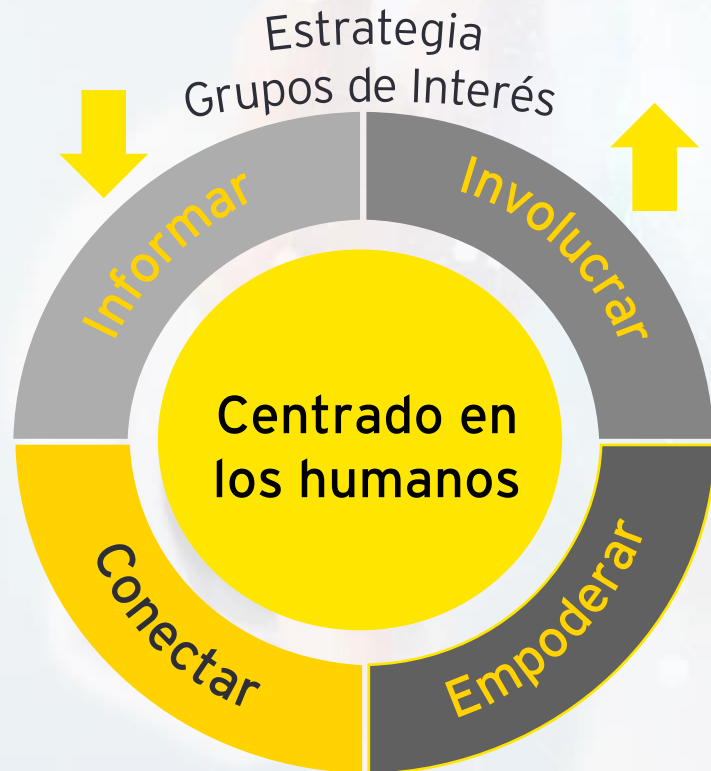 Estrategia
Grupos de Interés
Informar
Involucrar
Centrado en
los humanos
Conectar
Empoderar